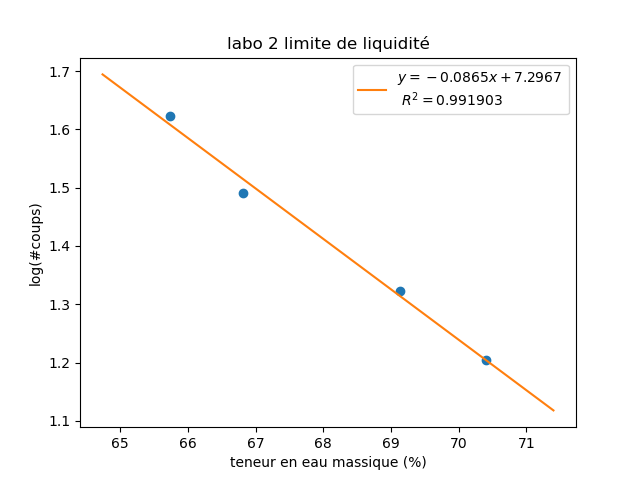 labo 2 limite de liquidité
y = −0.0865x + 7.2967
R² = 0.991903
1.7
1.6
1.5
1.4
1.3
1.2
1.1
log(#coups)
65 66 67 68 69 70 71
teneur en eau massique (%)